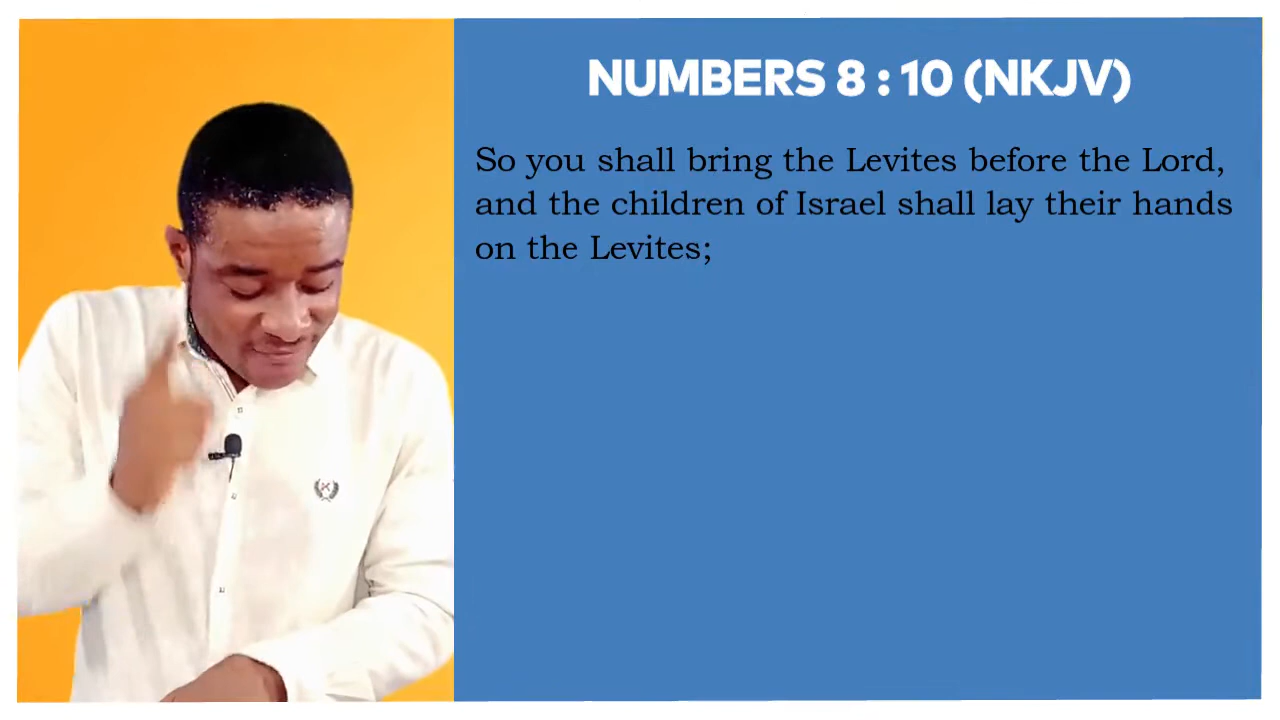 NUMBERS 8 : 10 (NKJV)
So you shall bring the Levites before the Lord,
and the children of Israel shall lay their hands
on the Levites;